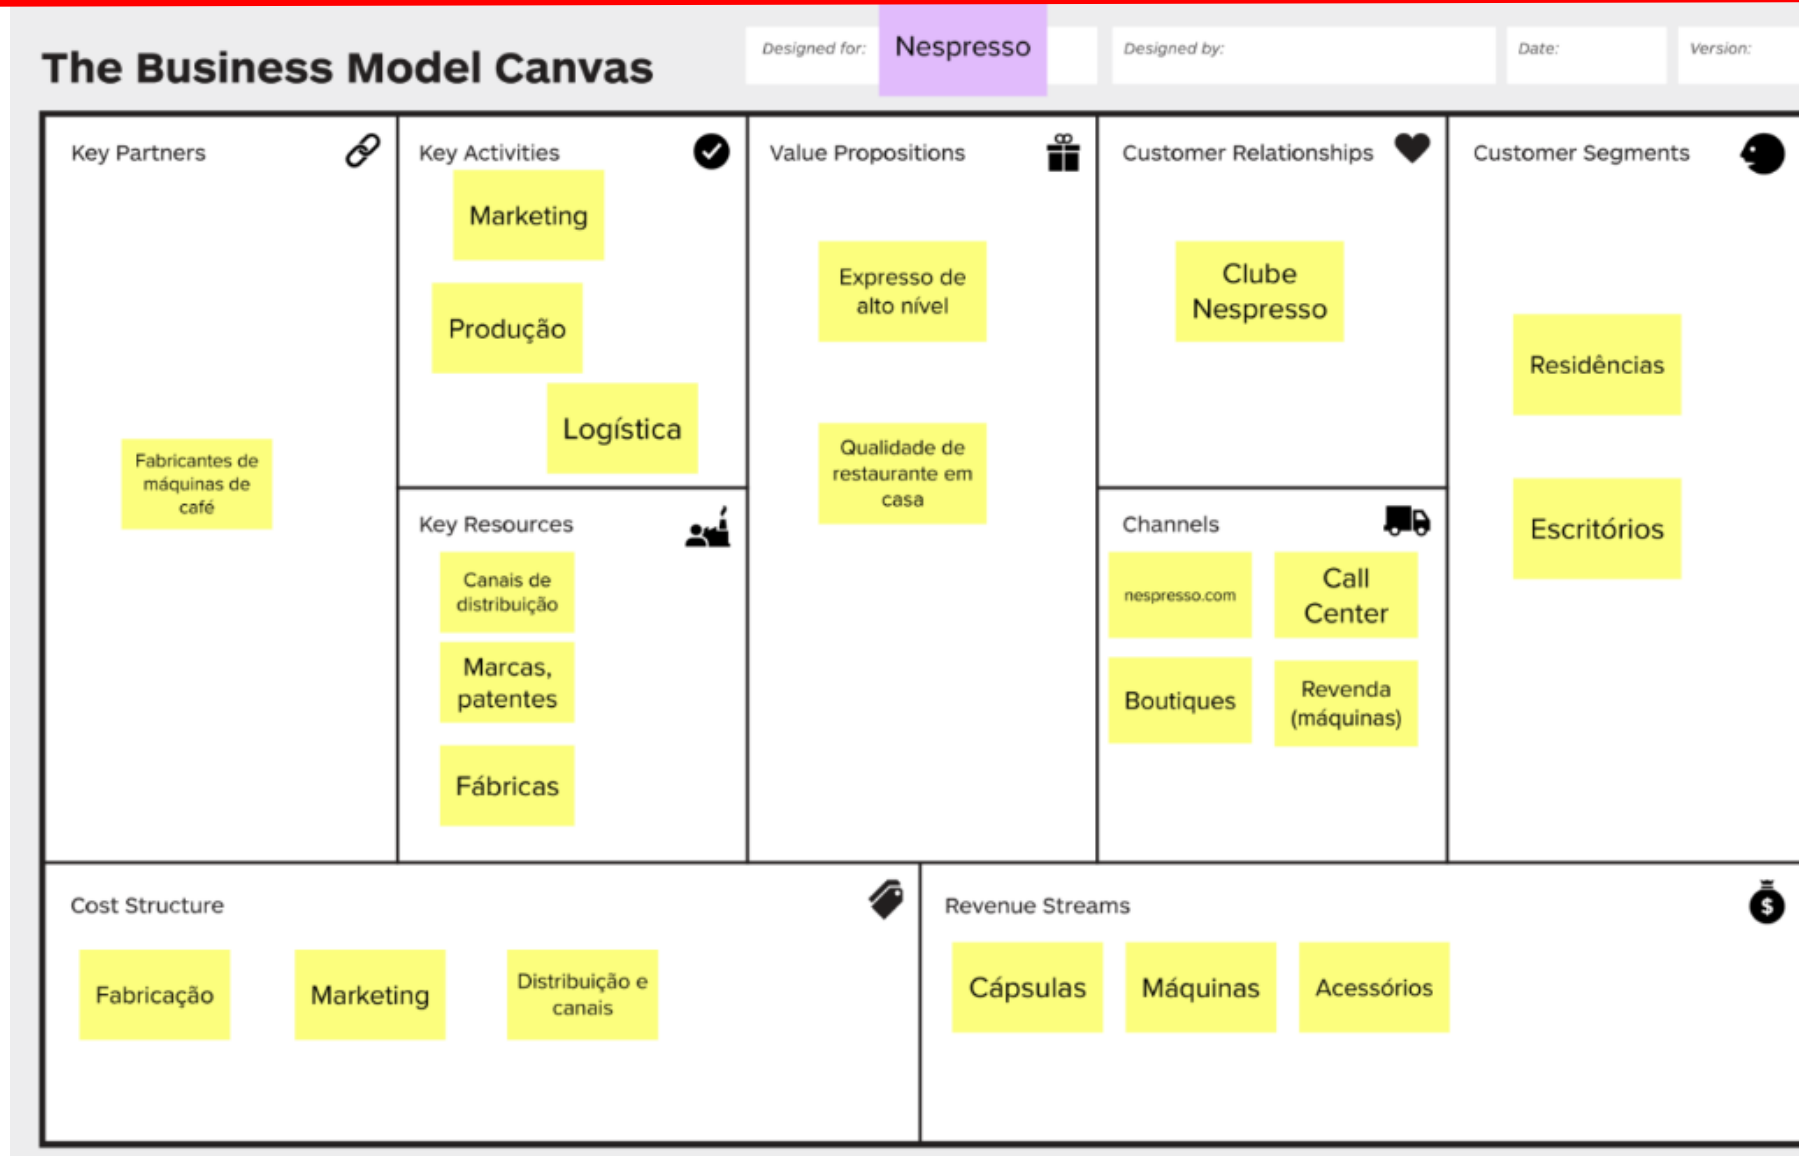 The Business Model Canvas
Designed for:
Nespresso
Designed by:
Date:
Version:
Key Partners
Fabricantes de
máquinas de
café
Key Activities
Marketing
Produção
Logística
Key Resources
Canais de
distribuição
Marcas,
patentes
Fábricas
Value Propositions
Expresso de
alto nível
Qualidade de
restaurante em
casa
Customer Relationships
Clube
Nespresso
Channels
nespresso.com
Call
Center
Boutiques
Revenda
(máquinas)
Customer Segments
Residências
Escritórios
Cost Structure
Fabricação
Marketing
Distribuição e
canais
Revenue Streams
$
Cápsulas
Máquinas
Acessórios